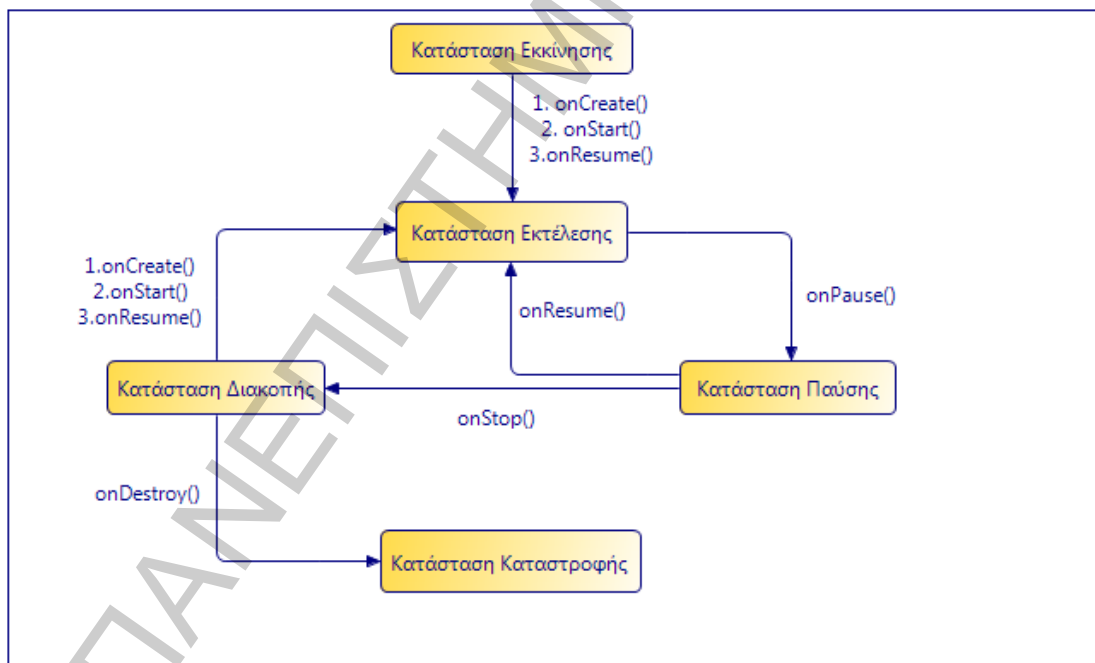 Κατάσταση Εκκίνησης
1. onCreate()
2. onStart()
3.onResume()
Κατάσταση Εκτέλεσης
1.onCreate()
2.onStart()
3.onResume()
onResume()
onPause()
Κατάσταση Διακοπής
Κατάσταση Παύσης
onStop()
onDestroy()
Κατάσταση Καταστροφής
ΠΑΝΕΠΙΣΤΗΜΙ